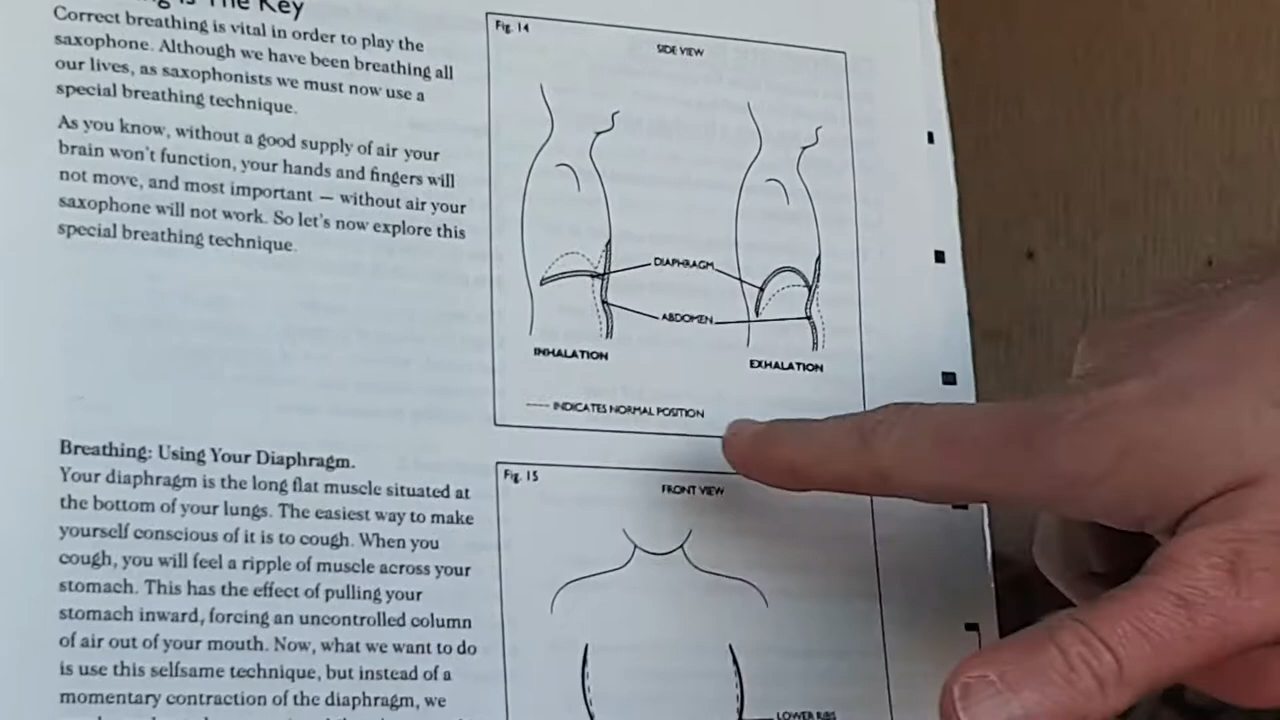 Is The Key
Correct breathing is vital in order to play the
saxophone. Although we have been breathing all
our lives, as saxophonists we must now use a
special breathing technique.
As you know, without a good supply of air your
brain won't function, your hands and fingers will
not move, and most important — without air your
saxophone will not work. So let's now explore this
special breathing technique.
Breathing: Using Your Diaphragm.
Your diaphragm is the long flat muscle situated at
the bottom of your lungs. The easiest way to make
yourself conscious of it is to cough. When you
cough, you will feel a ripple of muscle across your
stomach. This has the effect of pulling your
stomach inward, forcing an uncontrolled column
of air out of your mouth. Now, what we want to do
is use this selfsame technique, but instead of a
momentary contraction of the diaphragm, we
Fig. 14
SIDE VIEW
DIAPHRAGM
ABDOMEN
INHALATION
EXHALATION
INDICATES NORMAL POSITION
Fig. 15
FRONT VIEW
LOWER RIBS